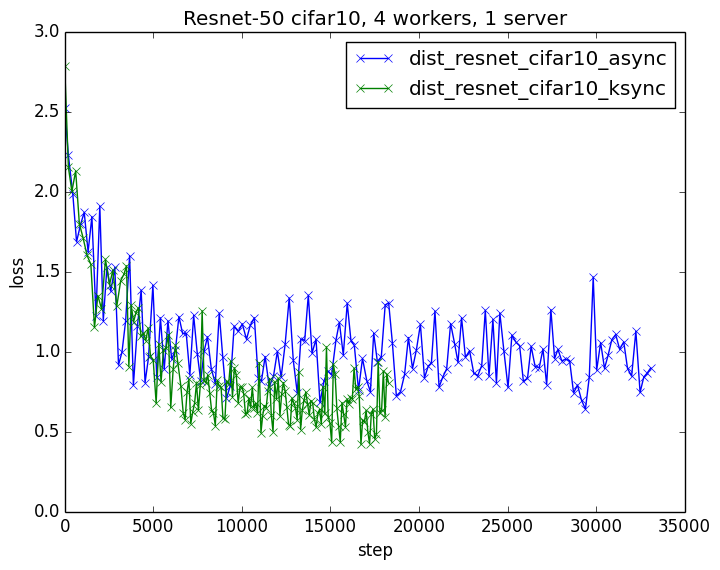 Resnet-50 cifar10, 4 workers, 1 server
3.0
2.5
2.0
1.5
1.0
0.5
0.0
loss
dist_resnet_cifar10_async
dist_resnet_cifar10_ksync
0 5000 10000 15000 20000 25000 30000 35000
step